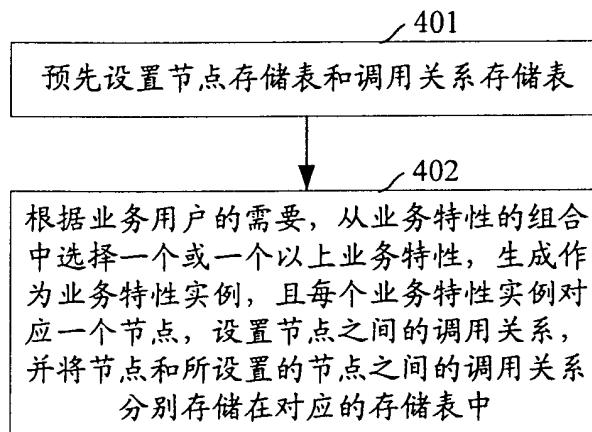 401
预先设置节点存储表和调用关系存储表
402
根据业务用户的需要，从业务特性的组合
中选择一个或一个以上业务特性，生成作
为业务特性实例，且每个业务特性实例对
应一个节点，设置节点之间的调用关系，
并将节点和所设置的节点之间的调用关系
分别存储在对应的存储表中